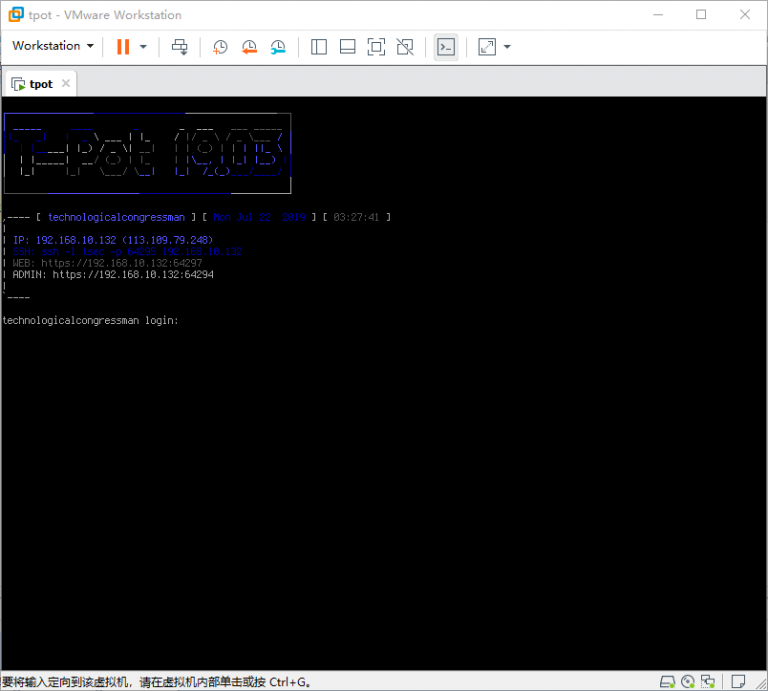 tpot - VMware Workstation
Workstation
tpot
T-Pot 19.03
,---- [ technologicalcongressman ] [ Mon Jul 22 2019 ] [ 03:27:41 ]
|
| IP: 192.168.10.132 (113.109.79.248)
| SSH: ssh -l tsec -p 64295 192.168.10.132
| WEB: https://192.168.10.132:64297
| ADMIN: https://192.168.10.132:64294
|
`----
technologicalcongressman login:
要将输入定向到该虚拟机，请在虚拟机内部单击或按 Ctrl+G。